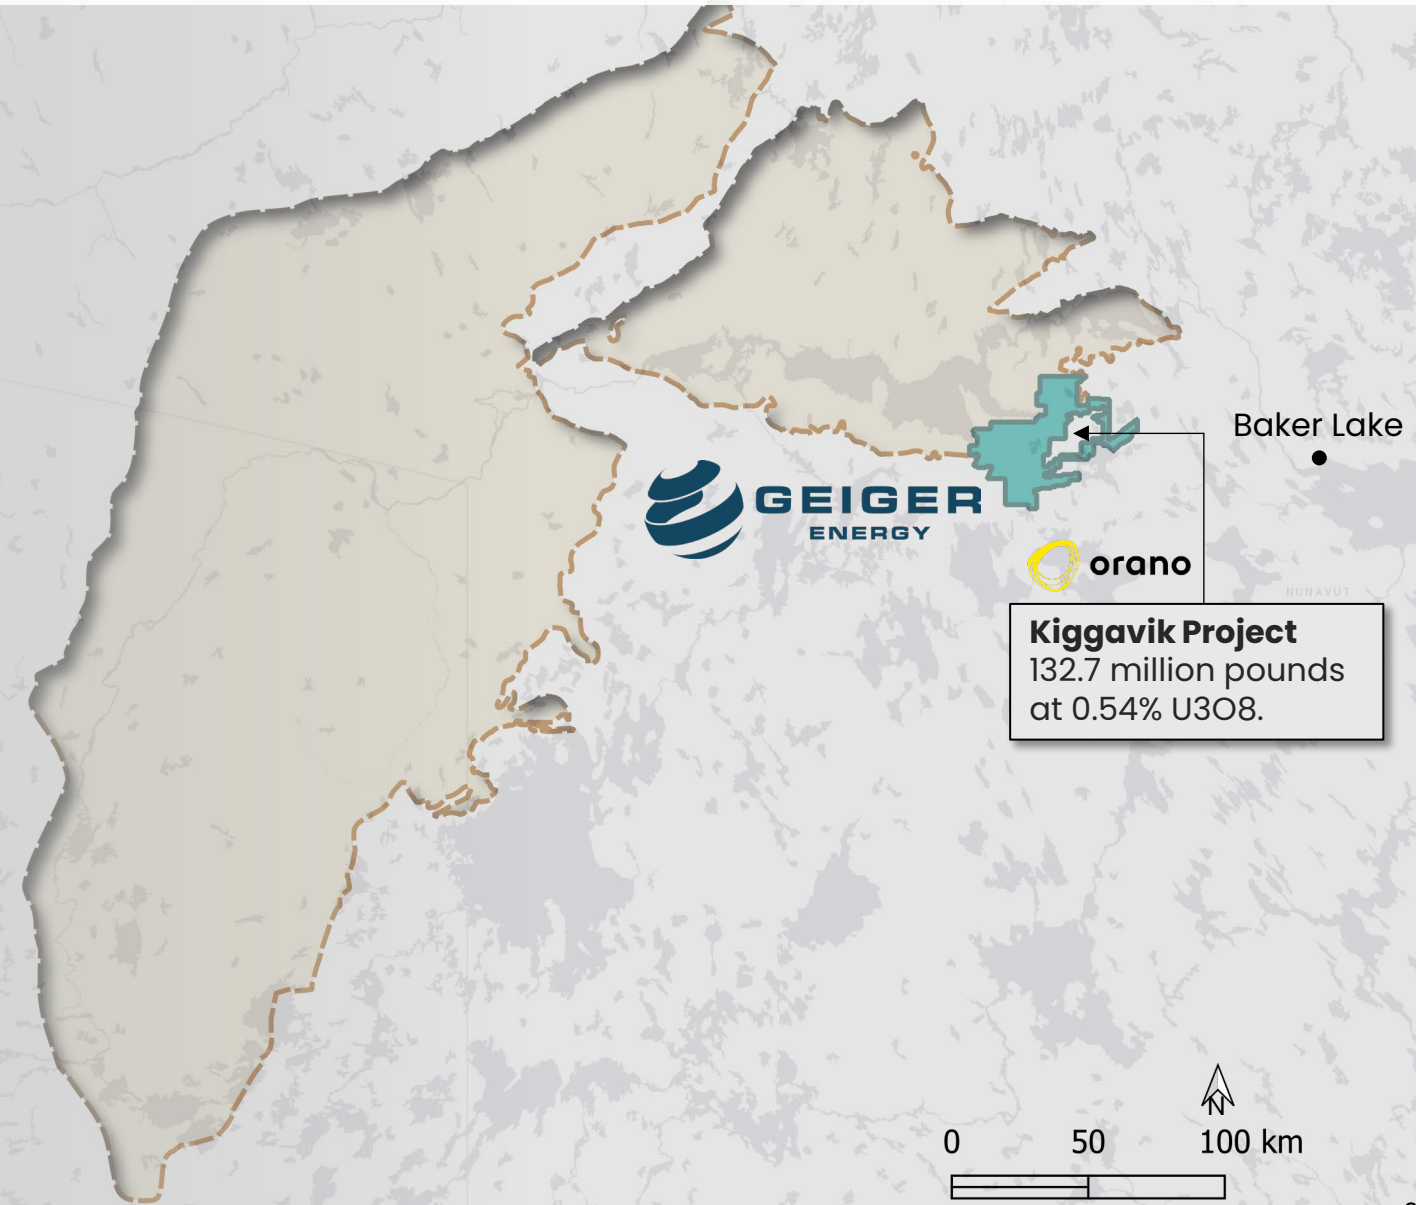 Baker Lake
GEIGER
ENERGY
orano
NUNAVUT
Kiggavik Project
132.7 million pounds
at 0.54% U3O8.
N
0 50 100 km